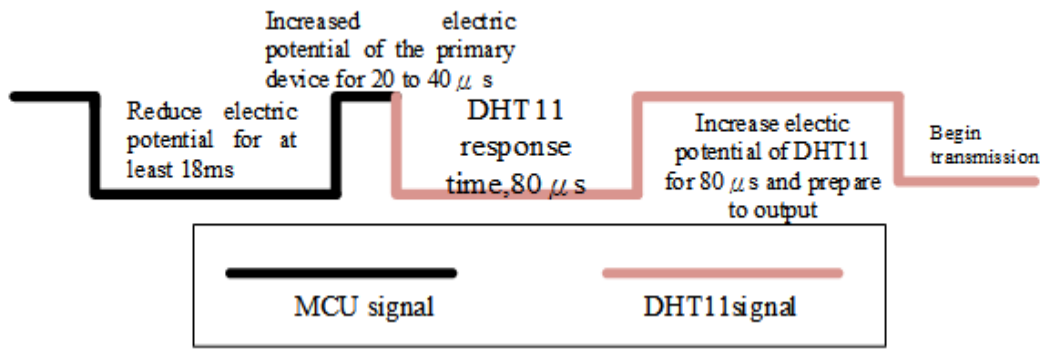 Increased electric
potential of the primary
device for 20 to 40 μ s
Reduce electric
potential for at
least 18ms
DHT11
response
time,80 μ s
Increase electic
potential of DHT11
for 80 μ s and prepare
to output
Begin
transmission
MCU signal
DHT11signal